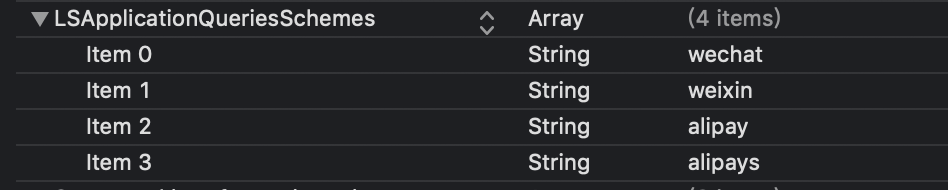 LSApplicationQueriesSchemes Array (4 items)
Item 0 String wechat
Item 1 String weixin
Item 2 String alipay
Item 3 String alipays